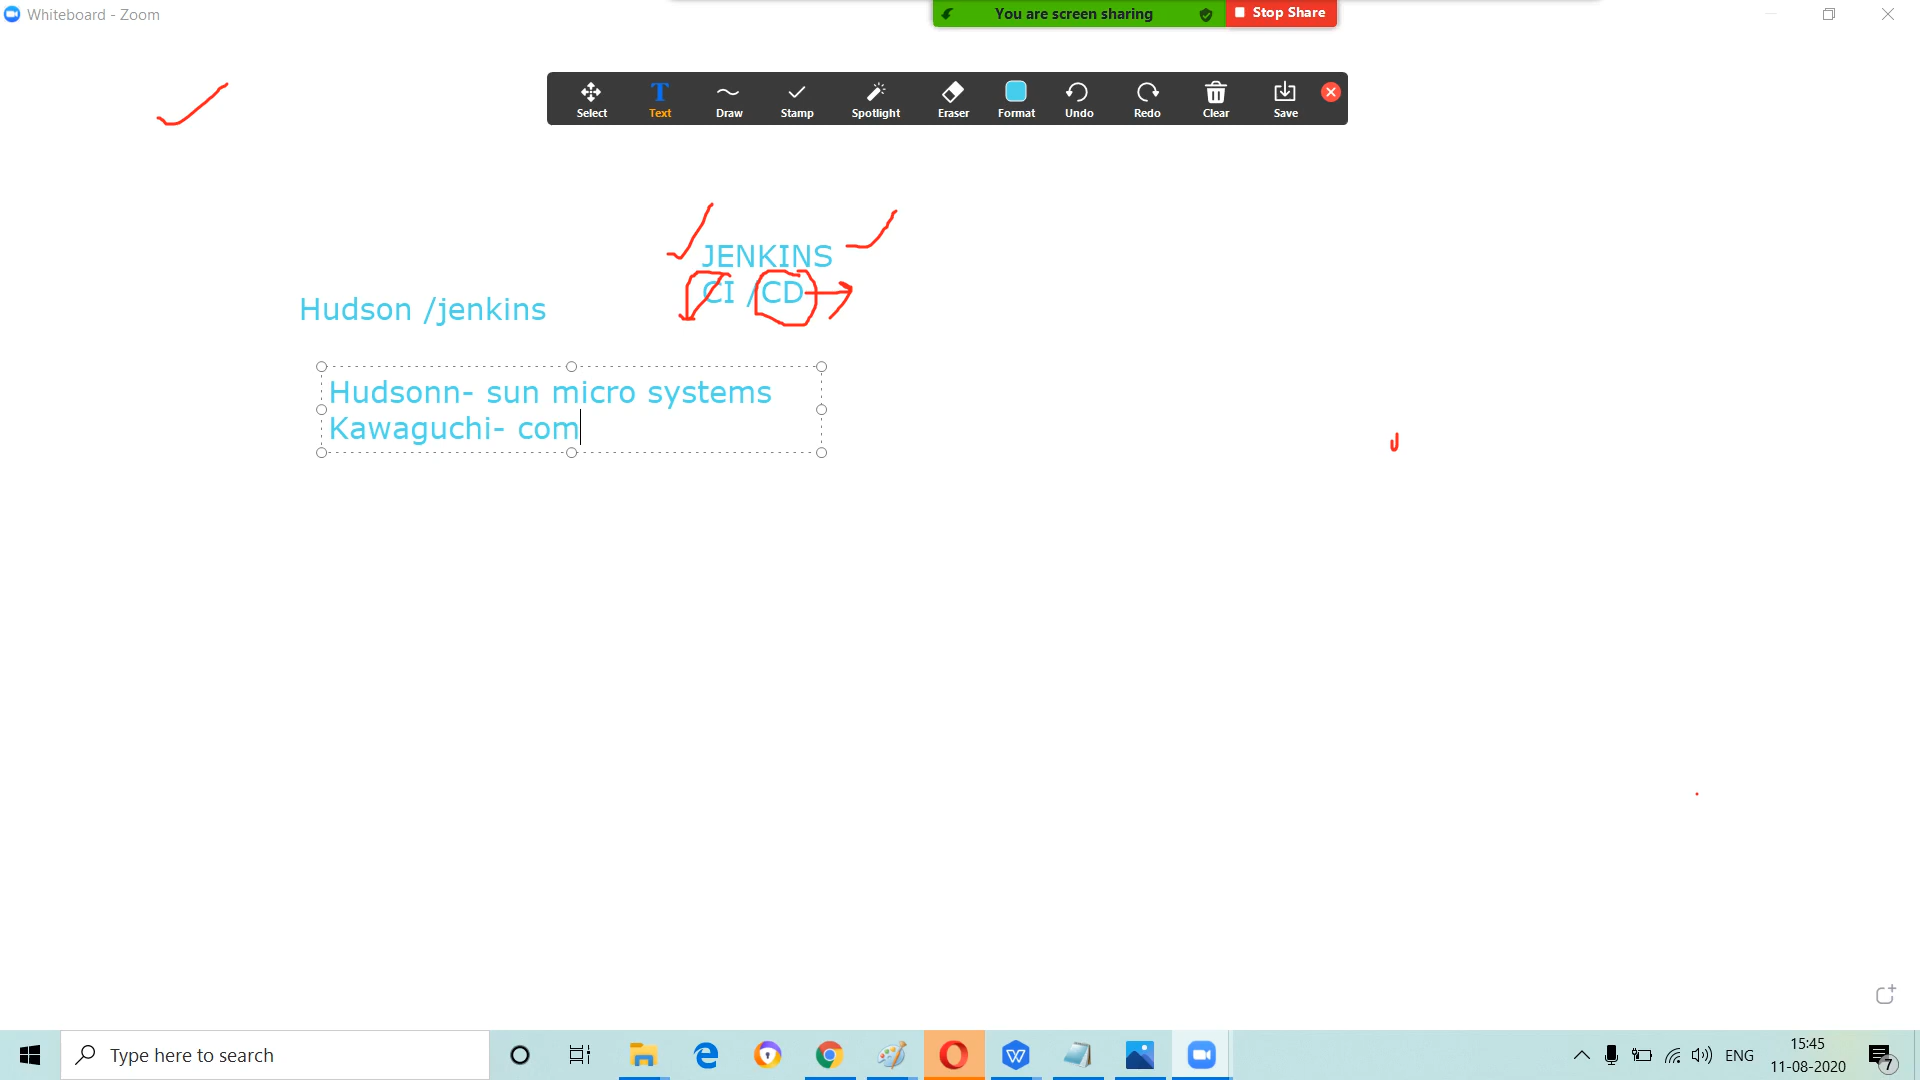 Whiteboard - Zoom
You are screen sharing
Stop Share
Select
Text
Draw
Stamp
Spotlight
Eraser
Format
Undo
Redo
Clear
Save
JENKINS
CI /CD
Hudson /jenkins
Hudsonn- sun micro systems
Kawaguchi- com
Type here to search
ENG
15:45
11-08-2020
7